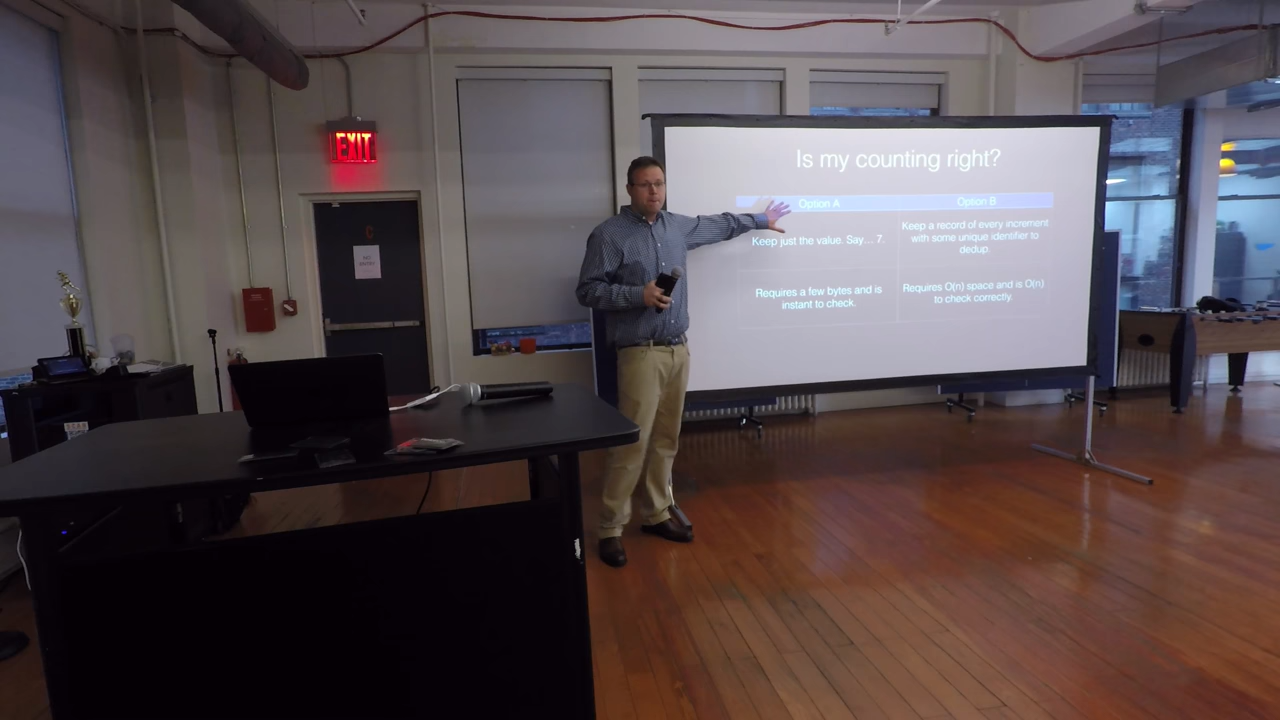 EXIT
Is my counting right?
Option A
Option B
Keep just the value. Say... 7.
Keep a record of every increment
with some unique identifier to
dedup.
Requires a few bytes and is
instant to check.
Requires O(n) space and is O(n)
to check correctly.
C
NO